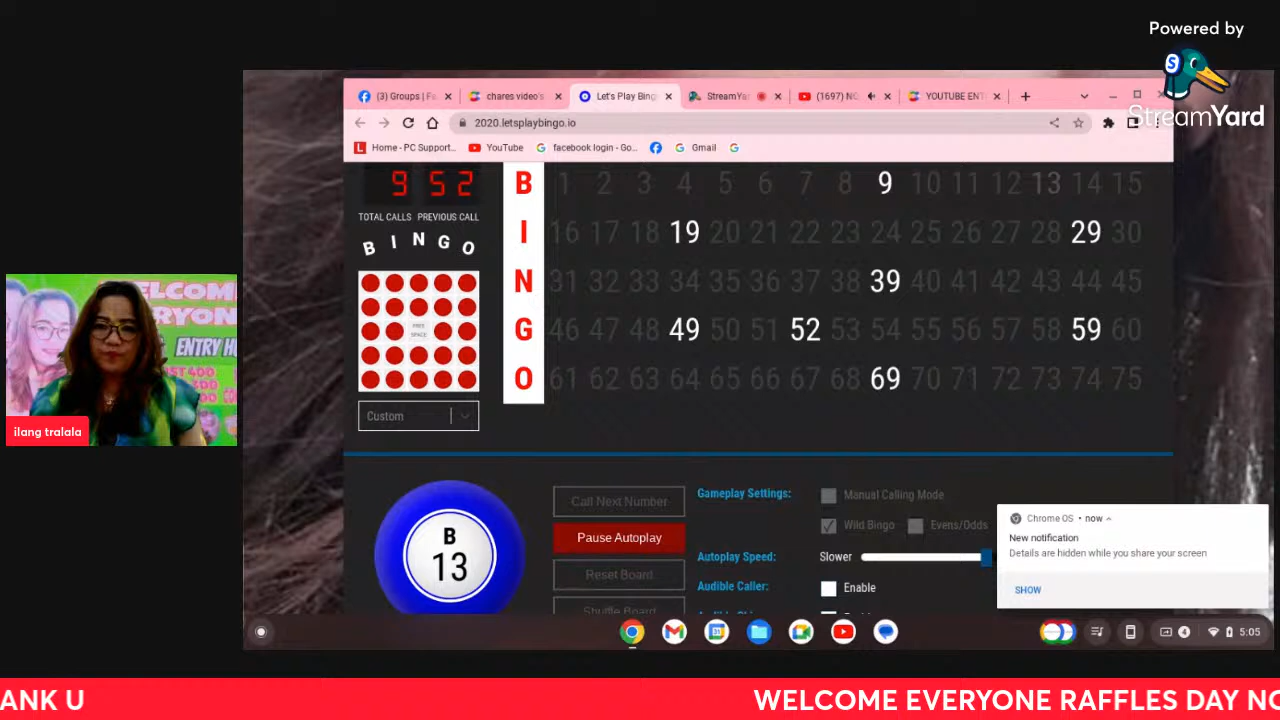 Powered by
S
StreamYard
(3) Groups | Fa
chares video's
Let's Play Bing
StreamYar
(1697) NO
YOUTUBE ENT
2020.letsplaybingo.io
Home - PC Support...
YouTube
facebook login - Go...
Gmail
9 52
TOTAL CALLS PREVIOUS CALL
B I N G O
FREE SPACE
Custom
B 1 2 3 4 5 6 7 8 9 10 11 12 13 14 15
I 16 17 18 19 20 21 22 23 24 25 26 27 28 29 30
N 31 32 33 34 35 36 37 38 39 40 41 42 43 44 45
G 46 47 48 49 50 51 52 53 54 55 56 57 58 59 60
O 61 62 63 64 65 66 67 68 69 70 71 72 73 74 75
ELCOM
RYON
ENTRY
400
ilang tralala
B
13
Call Next Number
Pause Autoplay
Reset Board
Shuffle Board
Gameplay Settings:
Manual Calling Mode
Wild Bingo
Evens/Odds
Autoplay Speed:
Slower
Audible Caller:
Enable
Chrome OS • now
New notification
Details are hidden while you share your screen
SHOW
31
4
5:05
ANK U
WELCOME EVERYONE RAFFLES DAY NO